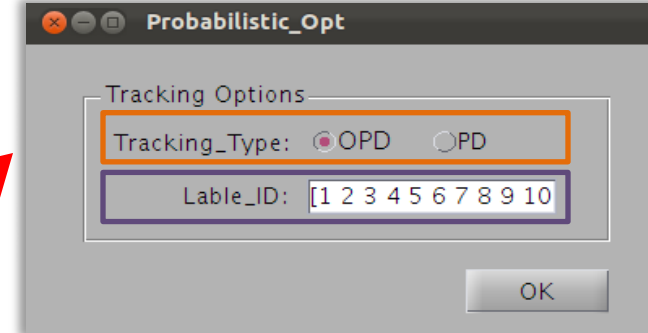 Probabilistic_Opt
Tracking Options
Tracking_Type: OPD PD
Lable_ID: [1 2 3 4 5 6 7 8 9 10
OK